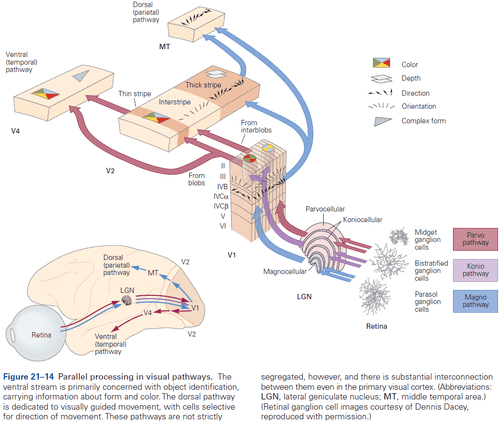 Dorsal
(parietal)
pathway
MT
Ventral
(temporal)
pathway
Color
Depth
Direction
Orientation
Complex form
Thick stripe
Thin stripe
Interstripe
V4
From
interblobs
V2
From
blobs
II
III
IVB
IVCα
IVCβ
V
VI
V1
Parvocellular
Koniocellular
Magnocellular
LGN
Midget
ganglion
cells
Parvo
pathway
Bistratified
ganglion
cells
Konio
pathway
Parasol
ganglion
cells
Magno
pathway
Retina
Dorsal
(parietal)
pathway
MT
V2
LGN
V4
V1
Retina
Ventral
(temporal)
pathway
V2
Figure 21–14 Parallel processing in visual pathways. The
ventral stream is primarily concerned with object identification,
carrying information about form and color. The dorsal pathway
is dedicated to visually guided movement, with cells selective
for direction of movement. These pathways are not strictly
segregated, however, and there is substantial interconnection
between them even in the primary visual cortex. (Abbreviations:
LGN, lateral geniculate nucleus; MT, middle temporal area.)
(Retinal ganglion cell images courtesy of Dennis Dacey,
reproduced with permission.)